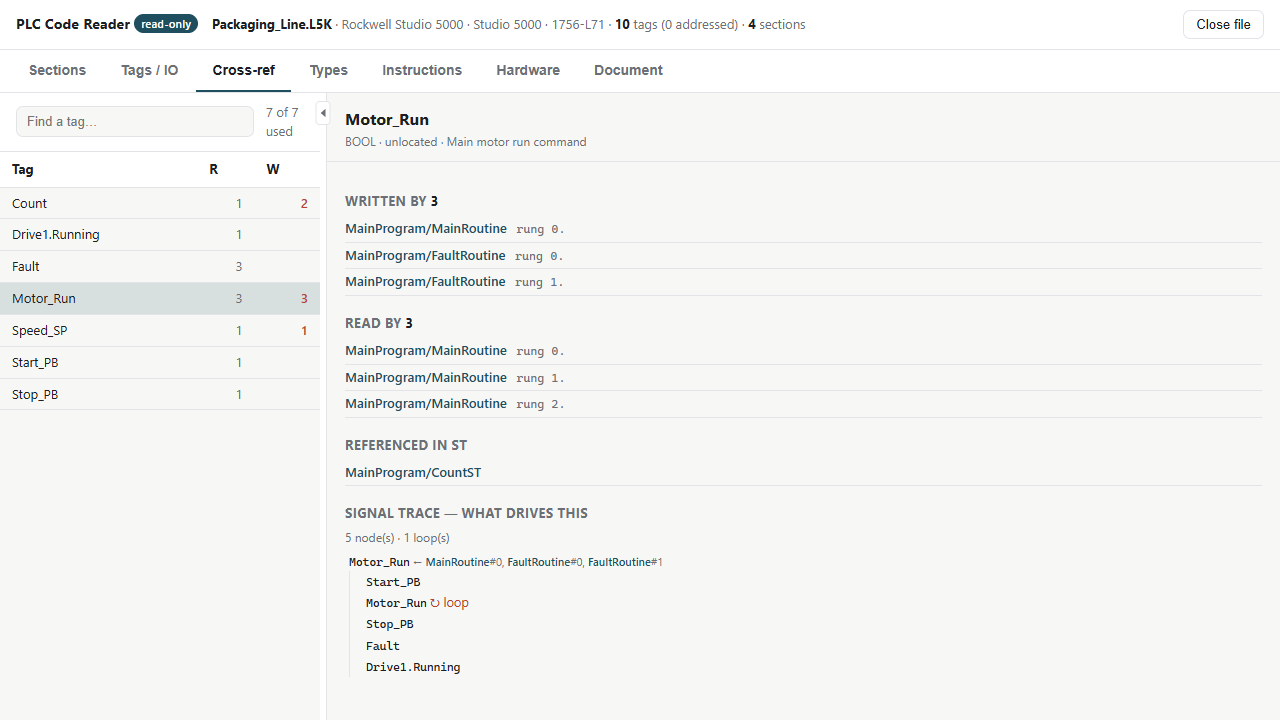 PLC Code Reader read-only Packaging_Line.L5K · Rockwell Studio 5000 · Studio 5000 · 1756-L71 · 10 tags (0 addressed) · 4 sections Close file
Sections Tags / IO Cross-ref Types Instructions Hardware Document
Find a tag... 7 of 7 used
Tag R W
Count 1 2
Drive1.Running 1
Fault 3
Motor_Run 3 3
Speed_SP 1 1
Start_PB 1
Stop_PB 1
Motor_Run
BOOL · unlocated · Main motor run command
WRITTEN BY 3
MainProgram/MainRoutine rung 0.
MainProgram/FaultRoutine rung 0.
MainProgram/FaultRoutine rung 1.
READ BY 3
MainProgram/MainRoutine rung 0.
MainProgram/MainRoutine rung 1.
MainProgram/MainRoutine rung 2.
REFERENCED IN ST
MainProgram/CountST
SIGNAL TRACE — WHAT DRIVES THIS
5 node(s) · 1 loop(s)
Motor_Run ← MainRoutine#0, FaultRoutine#0, FaultRoutine#1
Start_PB
Motor_Run ↻ loop
Stop_PB
Fault
Drive1.Running